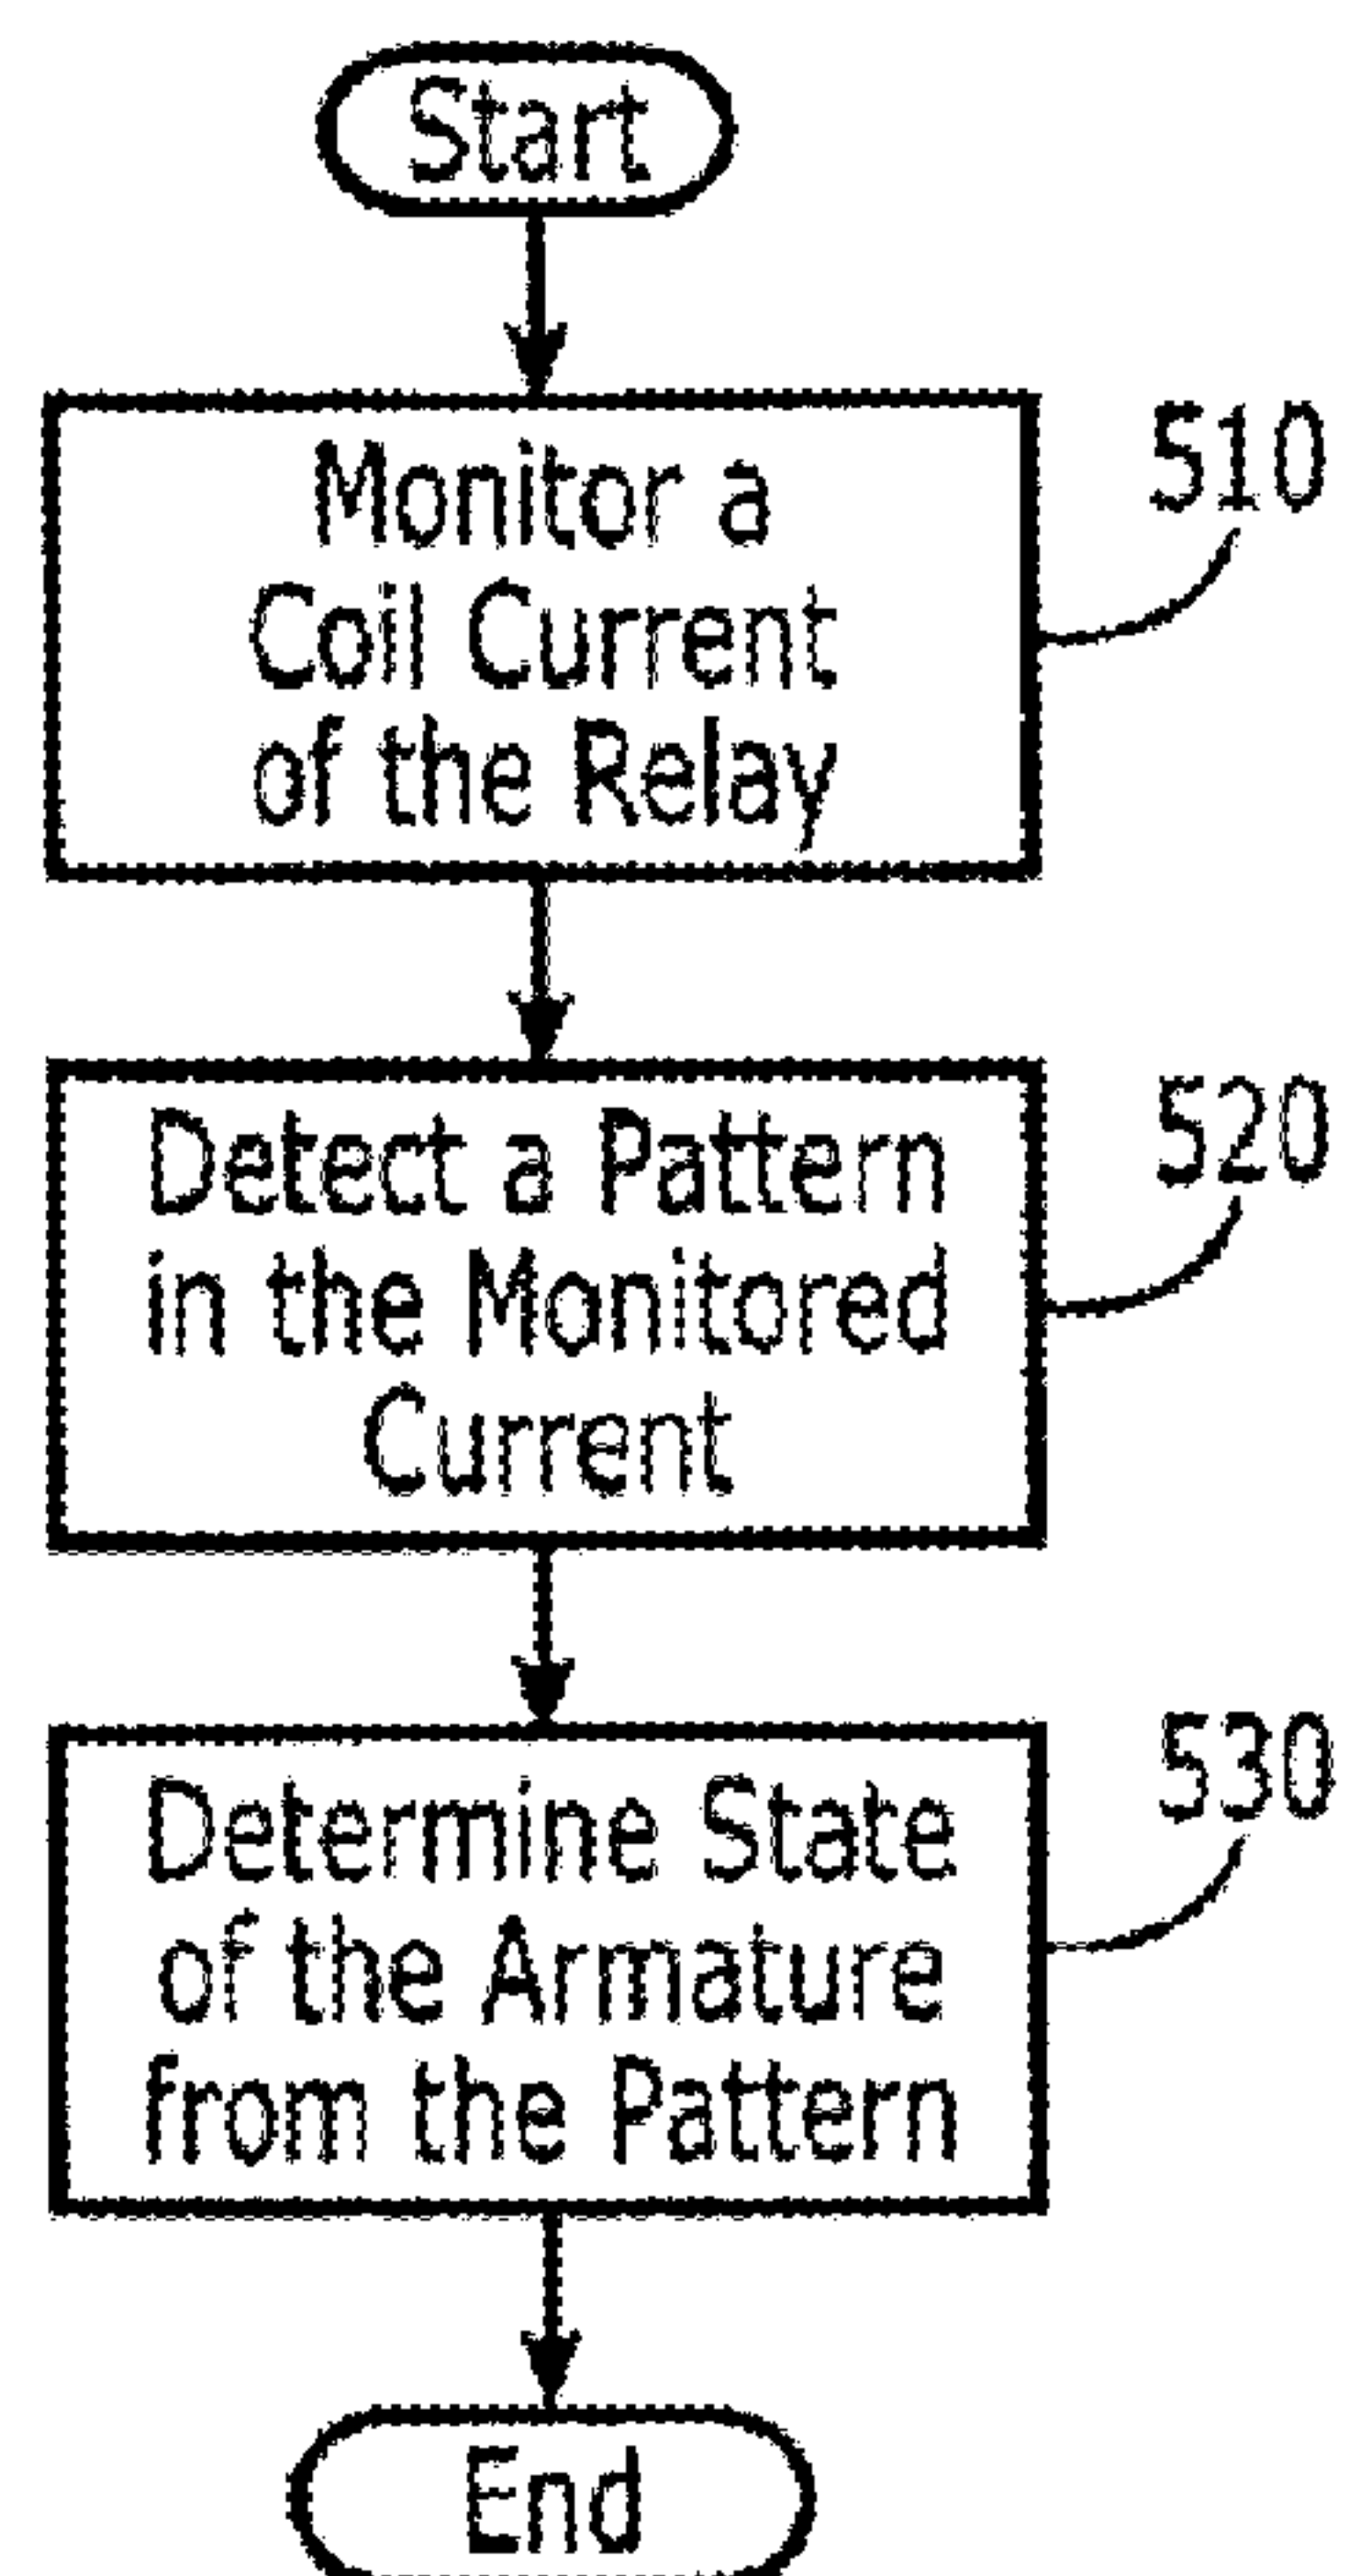 Start
Monitor a
Coil Current
of the Relay
510
Detect a Pattern
in the Monitored
Current
520
Determine State
of the Armature
from the Pattern
530
End